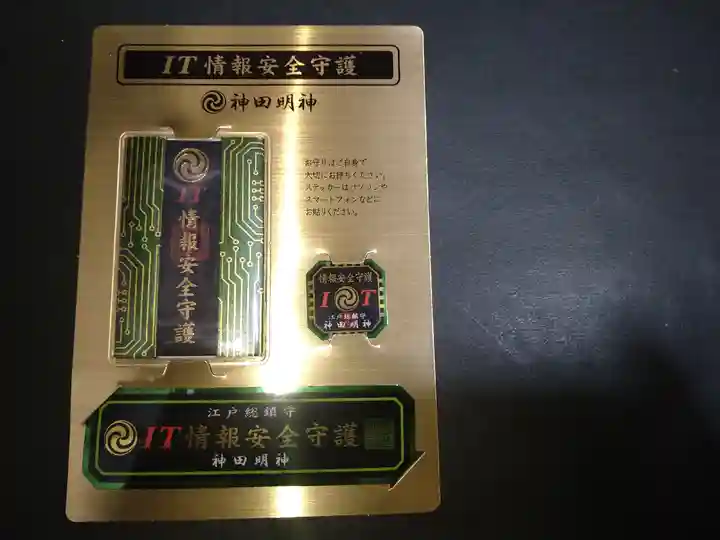 IT 情報安全守護
神田明神
お守りはご自身で
大切にお持ちください。
ステッカーはパソコンや
スマートフォンなどに
お貼りください。
IT
情報安全守護
情報安全守護
IT
江戸総鎮守
神田明神
江戸総鎮守
IT 情報安全守護
神田明神